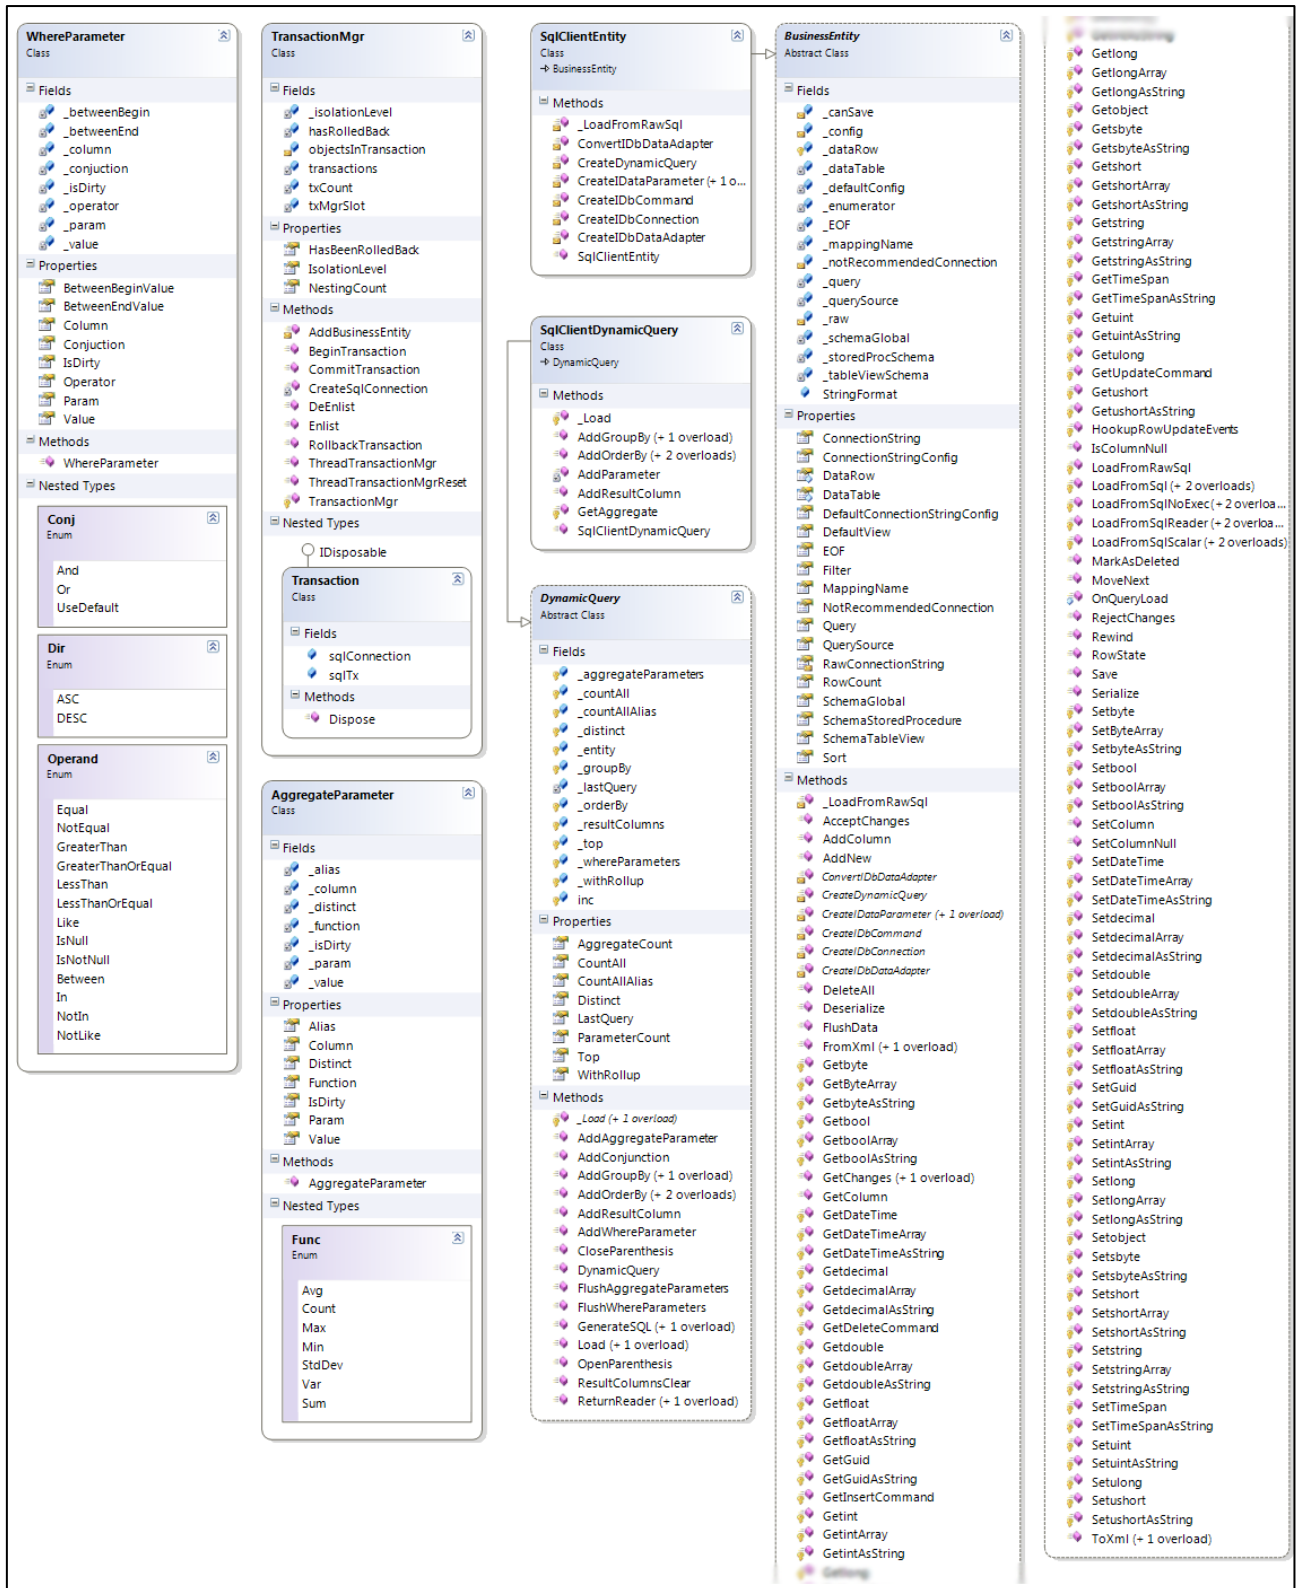 WhereParameter
Class
Fields
_betweenBegin
_betweenEnd
_column
_conjuction
_isDirty
_operator
_param
_value
Properties
BetweenBeginValue
BetweenEndValue
Column
Conjuction
IsDirty
Operator
Param
Value
Methods
WhereParameter
Nested Types
Conj
Enum
And
Or
UseDefault
Dir
Enum
ASC
DESC
Operand
Enum
Equal
NotEqual
GreaterThan
GreaterThanOrEqual
LessThan
LessThanOrEqual
Like
IsNull
IsNotNull
Between
In
NotIn
NotLike
TransactionMgr
Class
Fields
_isolationLevel
hasRolledBack
objectsInTransaction
transactions
txCount
txMgrSlot
Properties
HasBeenRolledBack
IsolationLevel
NestingCount
Methods
AddBusinessEntity
BeginTransaction
CommitTransaction
CreateSqlConnection
DeEnlist
Enlist
RollbackTransaction
ThreadTransactionMgr
ThreadTransactionMgrReset
TransactionMgr
Nested Types
IDisposable
Transaction
Class
Fields
sqlConnection
sqlTx
Methods
Dispose
AggregateParameter
Class
Fields
_alias
_column
_distinct
_function
_isDirty
_param
_value
Properties
Alias
Column
Distinct
Function
IsDirty
Param
Value
Methods
AggregateParameter
Nested Types
Func
Enum
Avg
Count
Max
Min
StdDev
Var
Sum
SqlClientEntity
Class
BusinessEntity
Methods
_LoadFromRawSql
ConvertIDbDataAdapter
CreateDynamicQuery
CreateIDataParameter (+ 1 o...
CreateIDbCommand
CreateIDbConnection
CreateIDbDataAdapter
SqlClientEntity
SqlClientDynamicQuery
Class
DynamicQuery
Methods
_Load
AddGroupBy (+ 1 overload)
AddOrderBy (+ 2 overloads)
AddParameter
AddResultColumn
GetAggregate
SqlClientDynamicQuery
DynamicQuery
Abstract Class
Fields
_aggregateParameters
_countAll
_countAllAlias
_distinct
_entity
_groupBy
_lastQuery
_orderBy
_resultColumns
_top
_whereParameters
_withRollup
inc
Properties
AggregateCount
CountAll
CountAllAlias
Distinct
LastQuery
ParameterCount
Top
WithRollup
Methods
_Load (+ 1 overload)
AddAggregateParameter
AddConjunction
AddGroupBy (+ 1 overload)
AddOrderBy (+ 2 overloads)
AddResultColumn
AddWhereParameter
CloseParenthesis
DynamicQuery
FlushAggregateParameters
FlushWhereParameters
GenerateSQL (+ 1 overload)
Load (+ 1 overload)
OpenParenthesis
ResultColumnsClear
ReturnReader (+ 1 overload)
BusinessEntity
Abstract Class
Fields
_canSave
_config
_dataRow
_dataTable
_defaultConfig
_enumerator
_EOF
_mappingName
_notRecommendedConnection
_query
_querySource
_raw
_schemaGlobal
_storedProcSchema
_tableViewSchema
StringFormat
Properties
ConnectionString
ConnectionStringConfig
DataRow
DataTable
DefaultConnectionStringConfig
DefaultView
EOF
Filter
MappingName
NotRecommendedConnection
Query
QuerySource
RawConnectionString
RowCount
SchemaGlobal
SchemaStoredProcedure
SchemaTableView
Sort
Methods
_LoadFromRawSql
AcceptChanges
AddColumn
AddNew
ConvertIDbDataAdapter
CreateDynamicQuery
CreateIDataParameter (+ 1 overload)
CreateIDbCommand
CreateIDbConnection
CreateIDbDataAdapter
DeleteAll
Deserialize
FlushData
FromXml (+ 1 overload)
Getbyte
GetByteArray
GetbyteAsString
Getbool
GetboolArray
GetboolAsString
GetChanges (+ 1 overload)
GetColumn
GetDateTime
GetDateTimeArray
GetDateTimeAsString
Getdecimal
GetdecimalArray
GetdecimalAsString
GetDeleteCommand
Getdouble
GetdoubleArray
GetdoubleAsString
Getfloat
GetfloatArray
GetfloatAsString
GetGuid
GetGuidAsString
GetInsertCommand
Getint
GetintArray
GetintAsString
Getlong
Getlong
GetlongArray
GetlongAsString
Getobject
Getsbyte
GetsbyteAsString
Getshort
GetshortArray
GetshortAsString
Getstring
GetstringArray
GetstringAsString
GetTimeSpan
GetTimeSpanAsString
Getuint
GetuintAsString
Getulong
GetUpdateCommand
Getushort
GetushortAsString
HookupRowUpdateEvents
IsColumnNull
LoadFromRawSql
LoadFromSql (+ 2 overloads)
LoadFromSqlNoExec (+ 2 overloa...
LoadFromSqlReader (+ 2 overloa...
LoadFromSqlScalar (+ 2 overloads)
MarkAsDeleted
MoveNext
OnQueryLoad
RejectChanges
Rewind
RowState
Save
Serialize
Setbyte
SetByteArray
SetbyteAsString
Setbool
SetboolArray
SetboolAsString
SetColumn
SetColumnNull
SetDateTime
SetDateTimeArray
SetDateTimeAsString
Setdecimal
SetdecimalArray
SetdecimalAsString
Setdouble
SetdoubleArray
SetdoubleAsString
Setfloat
SetfloatArray
SetfloatAsString
SetGuid
SetGuidAsString
Setint
SetintArray
SetintAsString
Setlong
SetlongArray
SetlongAsString
Setobject
Setsbyte
SetsbyteAsString
Setshort
SetshortArray
SetshortAsString
Setstring
SetstringArray
SetstringAsString
SetTimeSpan
SetTimeSpanAsString
Setuint
SetuintAsString
Setulong
Setushort
SetushortAsString
ToXml (+ 1 overload)